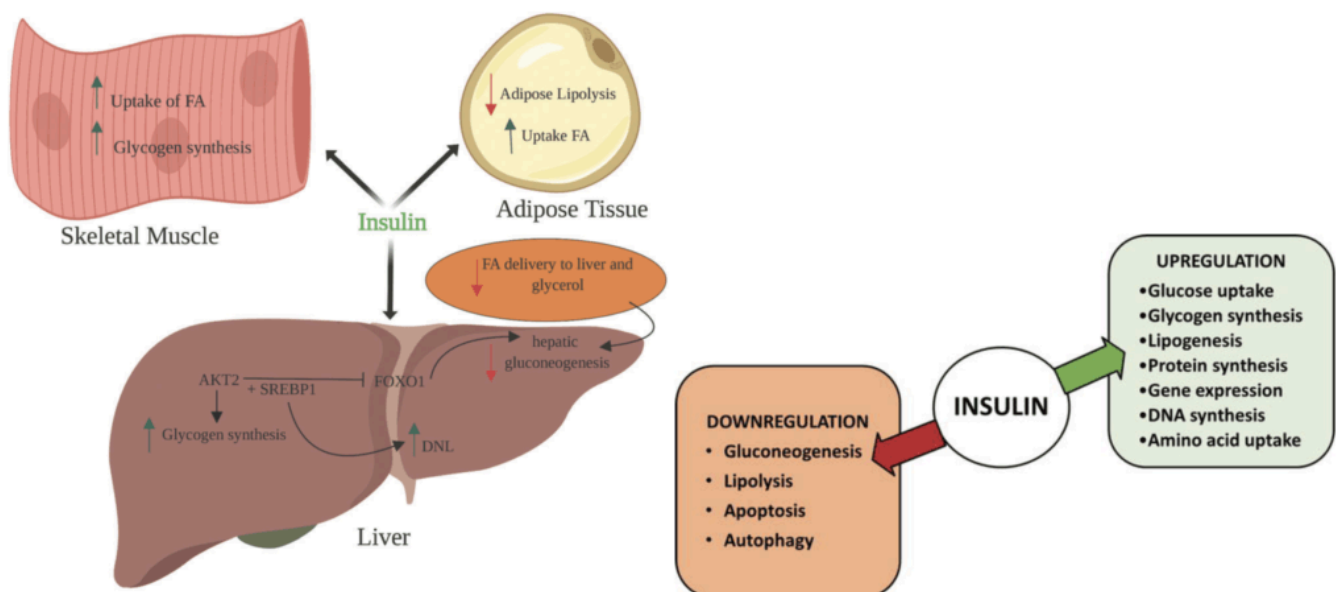 Uptake of FA
Glycogen synthesis
Skeletal Muscle
Adipose Lipolysis
Uptake FA
Adipose Tissue
Insulin
FA delivery to liver and
glycerol
hepatic
gluconeogenesis
AKT2
+ SREBP1
FOXO1
Glycogen synthesis
DNL
Liver
DOWNREGULATION
• Gluconeogenesis
• Lipolysis
• Apoptosis
• Autophagy
INSULIN
UPREGULATION
•Glucose uptake
•Glycogen synthesis
•Lipogenesis
•Protein synthesis
•Gene expression
•DNA synthesis
•Amino acid uptake